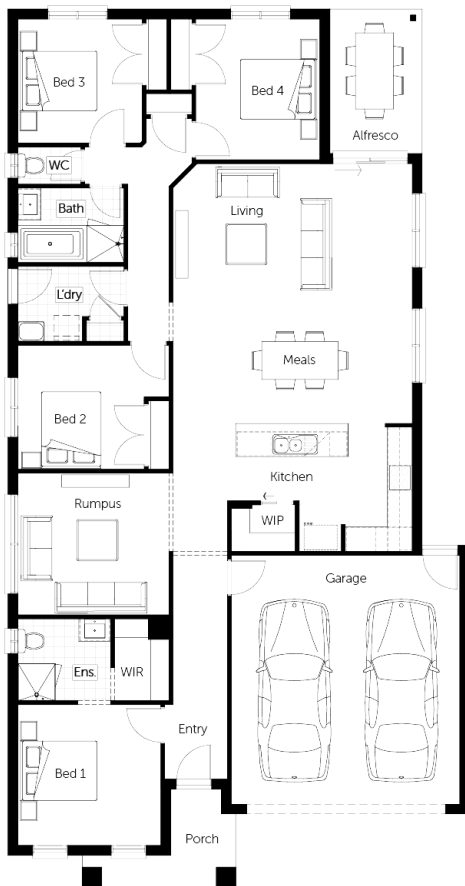 Bed 3
Bed 4
Alfresco
WC
Bath
Living
L'dry
Meals
Bed 2
Kitchen
Rumpus
WIP
Garage
Ens.
WIR
Entry
Bed 1
Porch